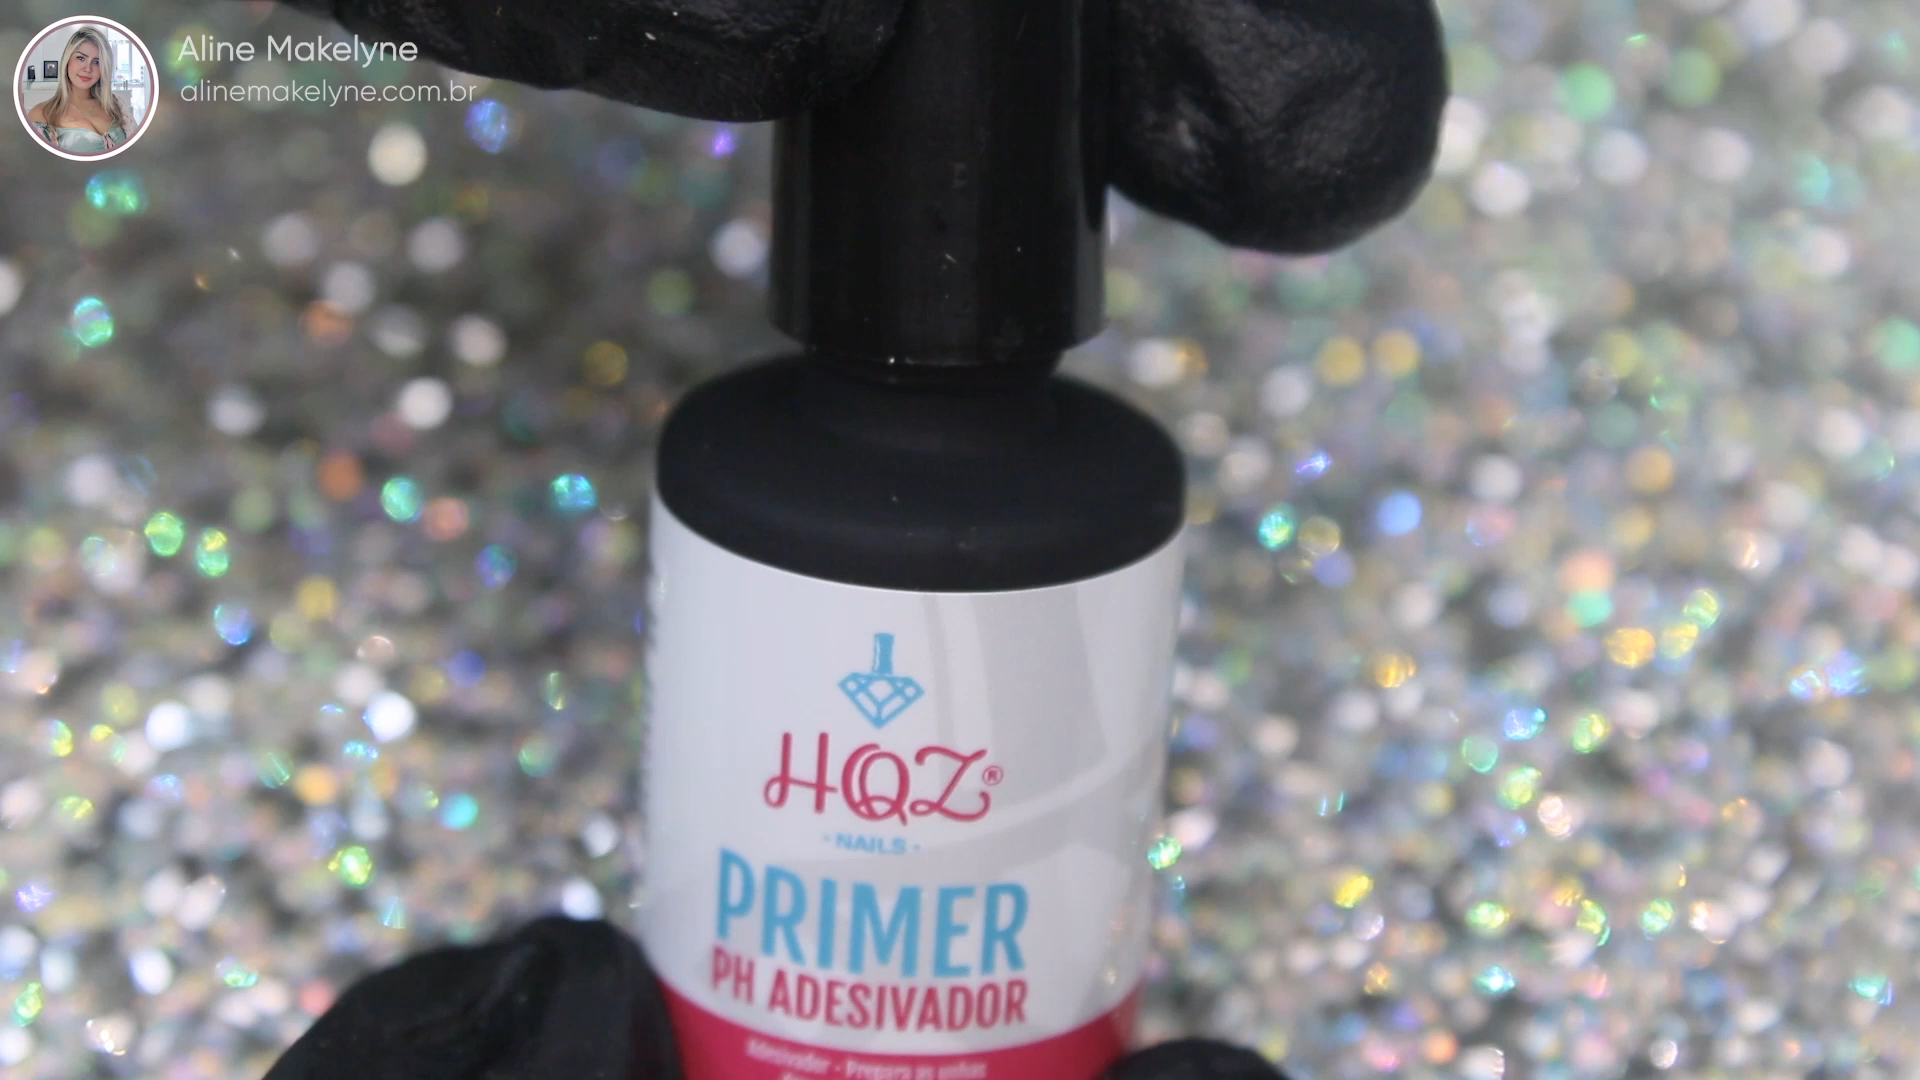 Aline Makelyne
alinemakelyne.com.br
HQZ®
- NAILS -
PRIMER
PH ADESIVADOR
Adesivador - Prepara as unhas